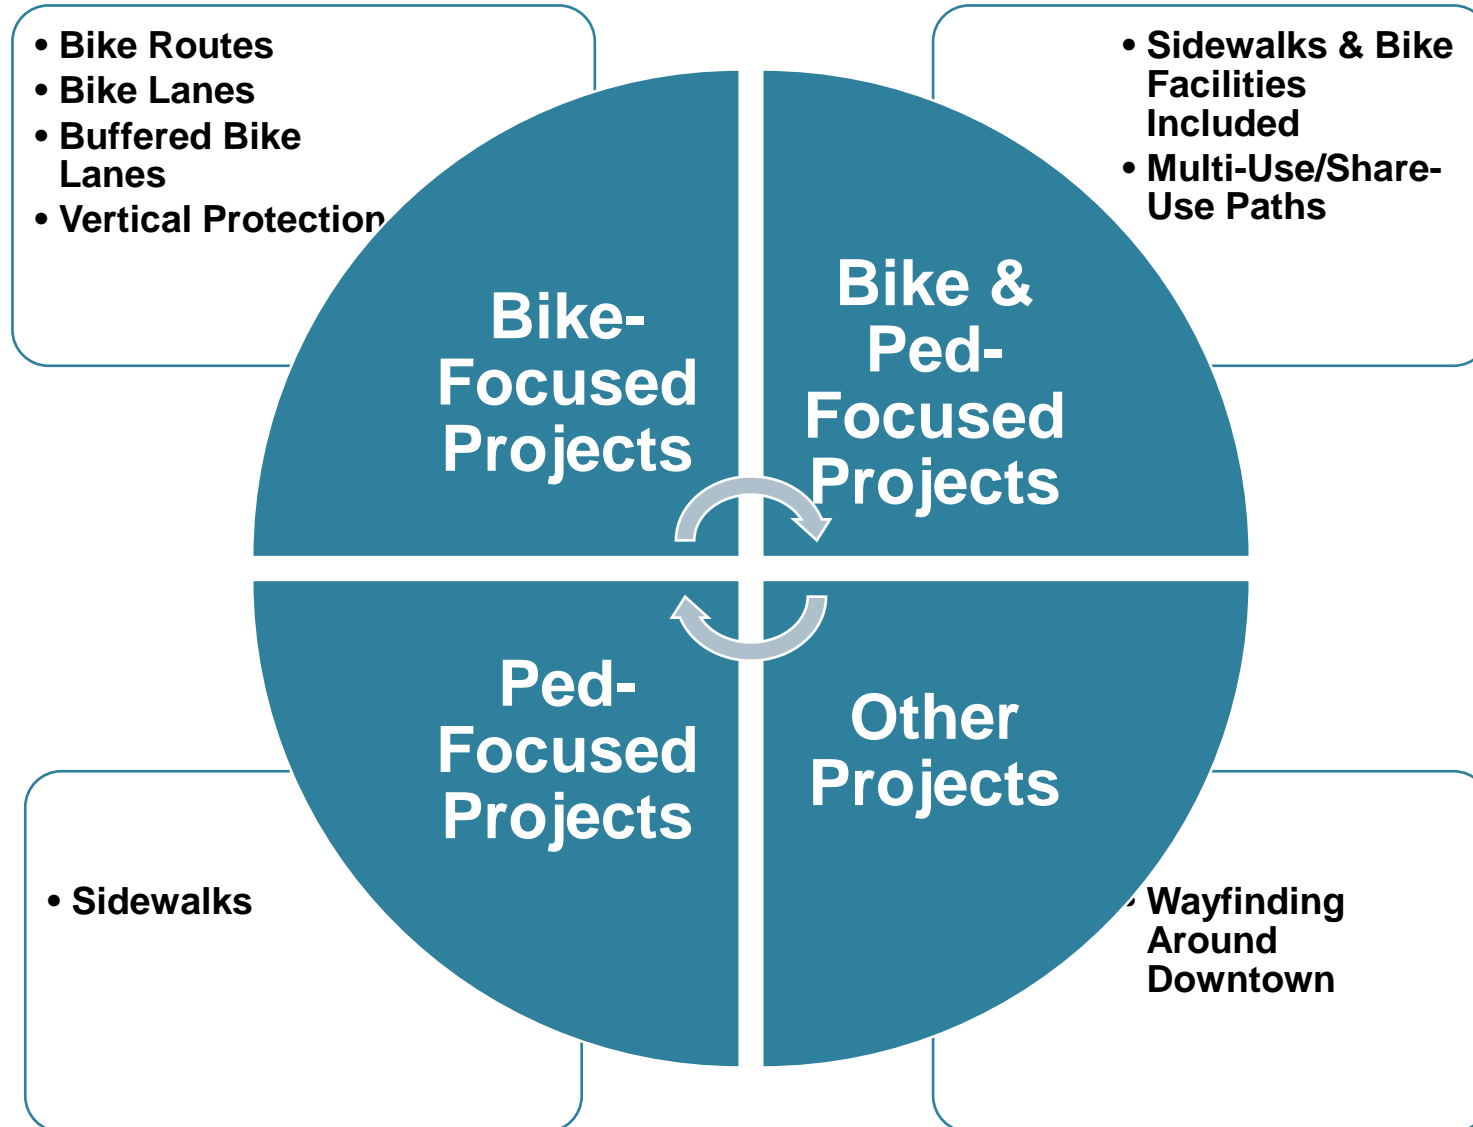 • Bike Routes
• Bike Lanes
• Buffered Bike
Lanes
• Vertical Protection
• Sidewalks & Bike
Facilities
Included
• Multi-Use/Share-
Use Paths
Bike-
Focused
Projects
Bike &
Ped-
Focused
Projects
Ped-
Focused
Projects
Other
Projects
• Sidewalks
• Wayfinding
Around
Downtown